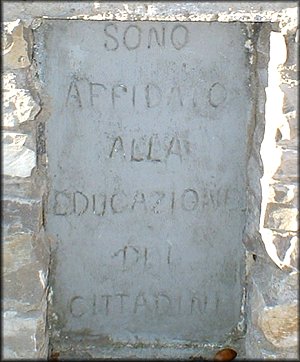 SONO
AFFIDATO
ALLA
EDUCAZIONE
DEI
CITTADINI